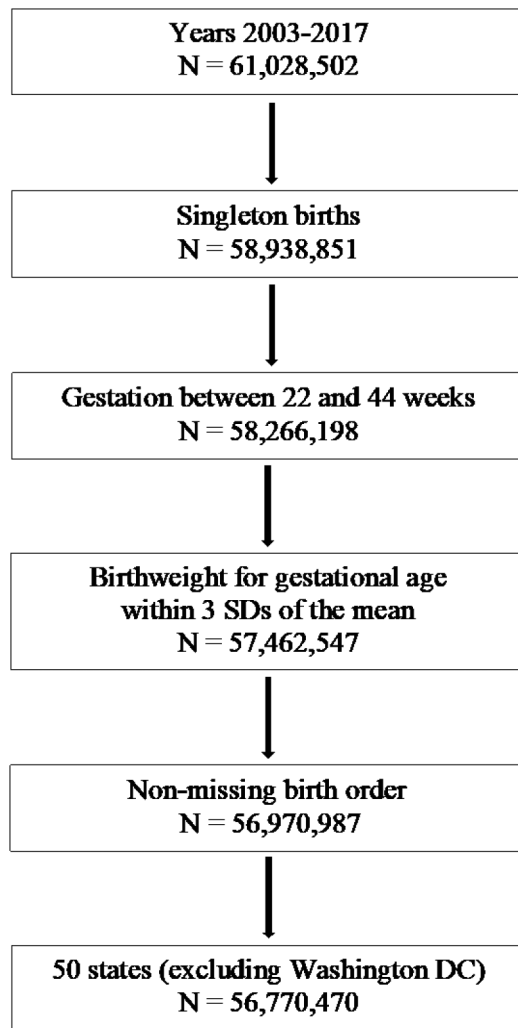 Years 2003-2017
N = 61,028,502
Singleton births
N = 58,938,851
Gestation between 22 and 44 weeks
N = 58,266,198
Birthweight for gestational age
within 3 SDs of the mean
N = 57,462,547
Non-missing birth order
N = 56,970,987
50 states (excluding Washington DC)
N = 56,770,470